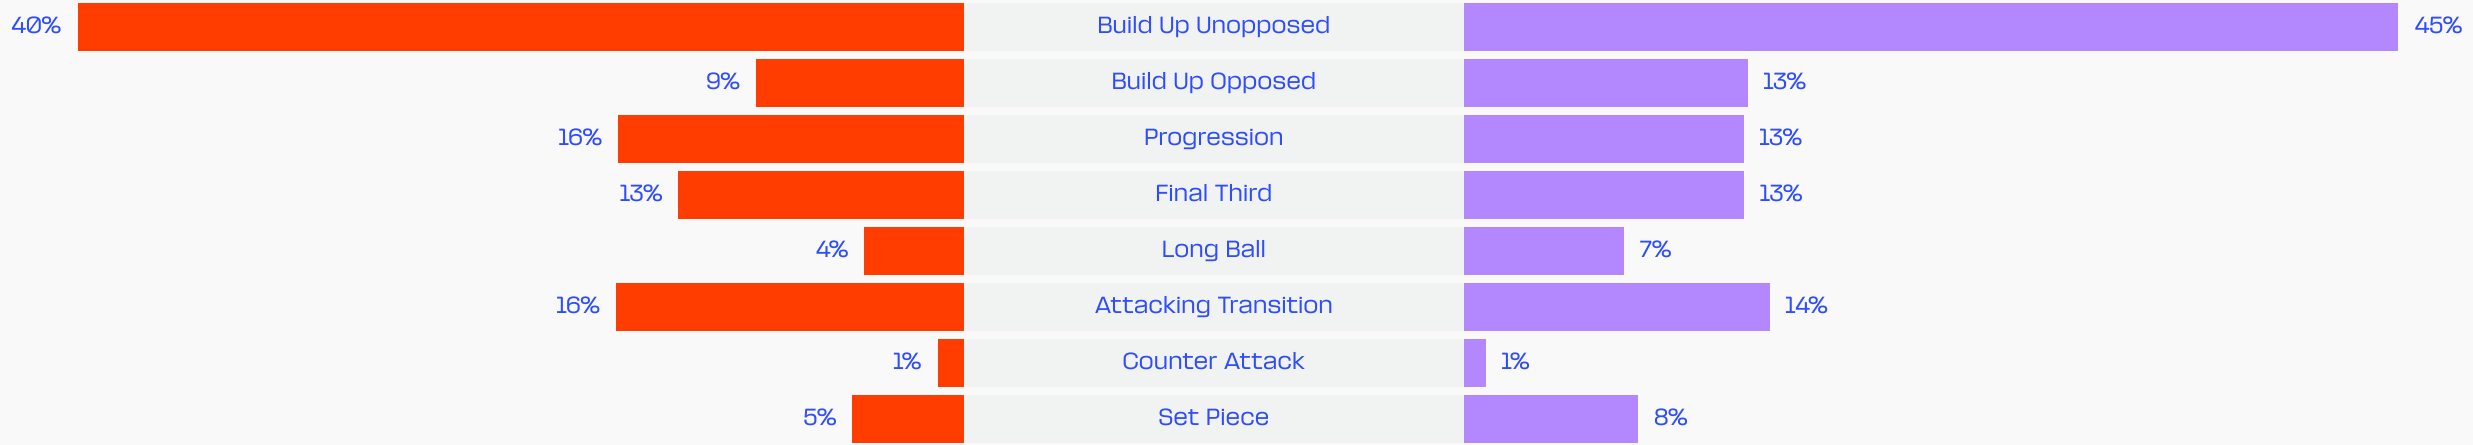 40% Build Up Unopposed 45%
9% Build Up Opposed 13%
16% Progression 13%
13% Final Third 13%
4% Long Ball 7%
16% Attacking Transition 14%
1% Counter Attack 1%
5% Set Piece 8%